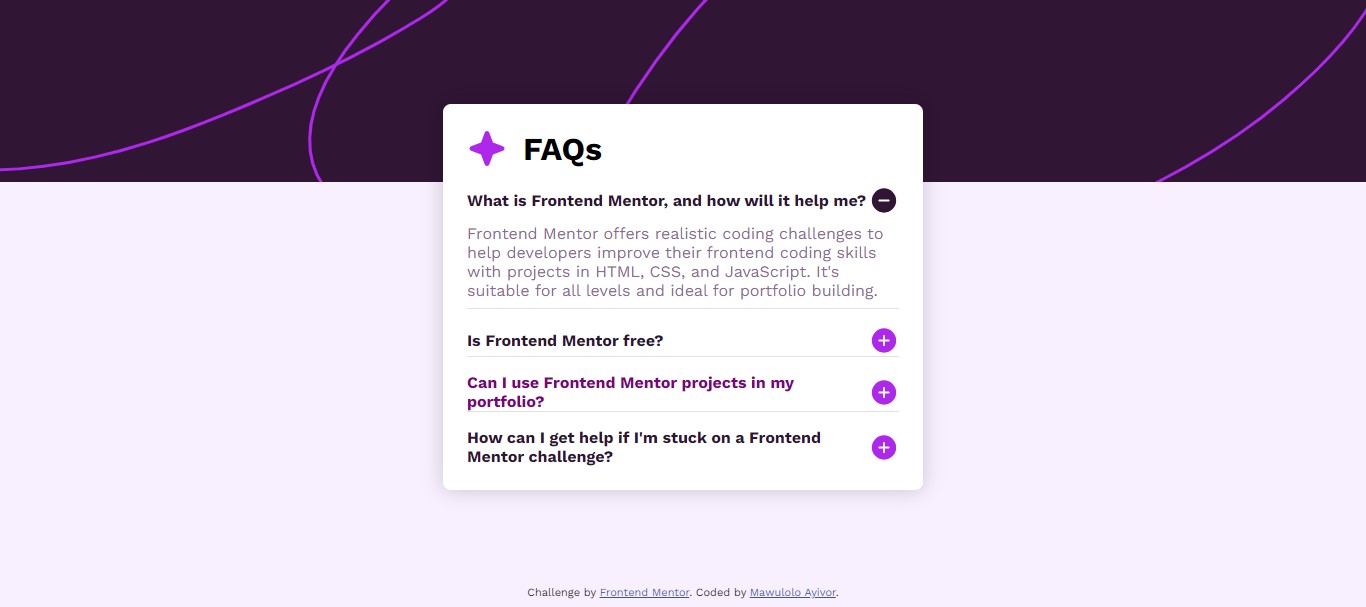 FAQs
What is Frontend Mentor, and how will it help me?
Frontend Mentor offers realistic coding challenges to
help developers improve their frontend coding skills
with projects in HTML, CSS, and JavaScript. It's
suitable for all levels and ideal for portfolio building.
Is Frontend Mentor free?
Can I use Frontend Mentor projects in my
portfolio?
How can I get help if I'm stuck on a Frontend
Mentor challenge?
Challenge by Frontend Mentor. Coded by Mawulolo Ayivor.